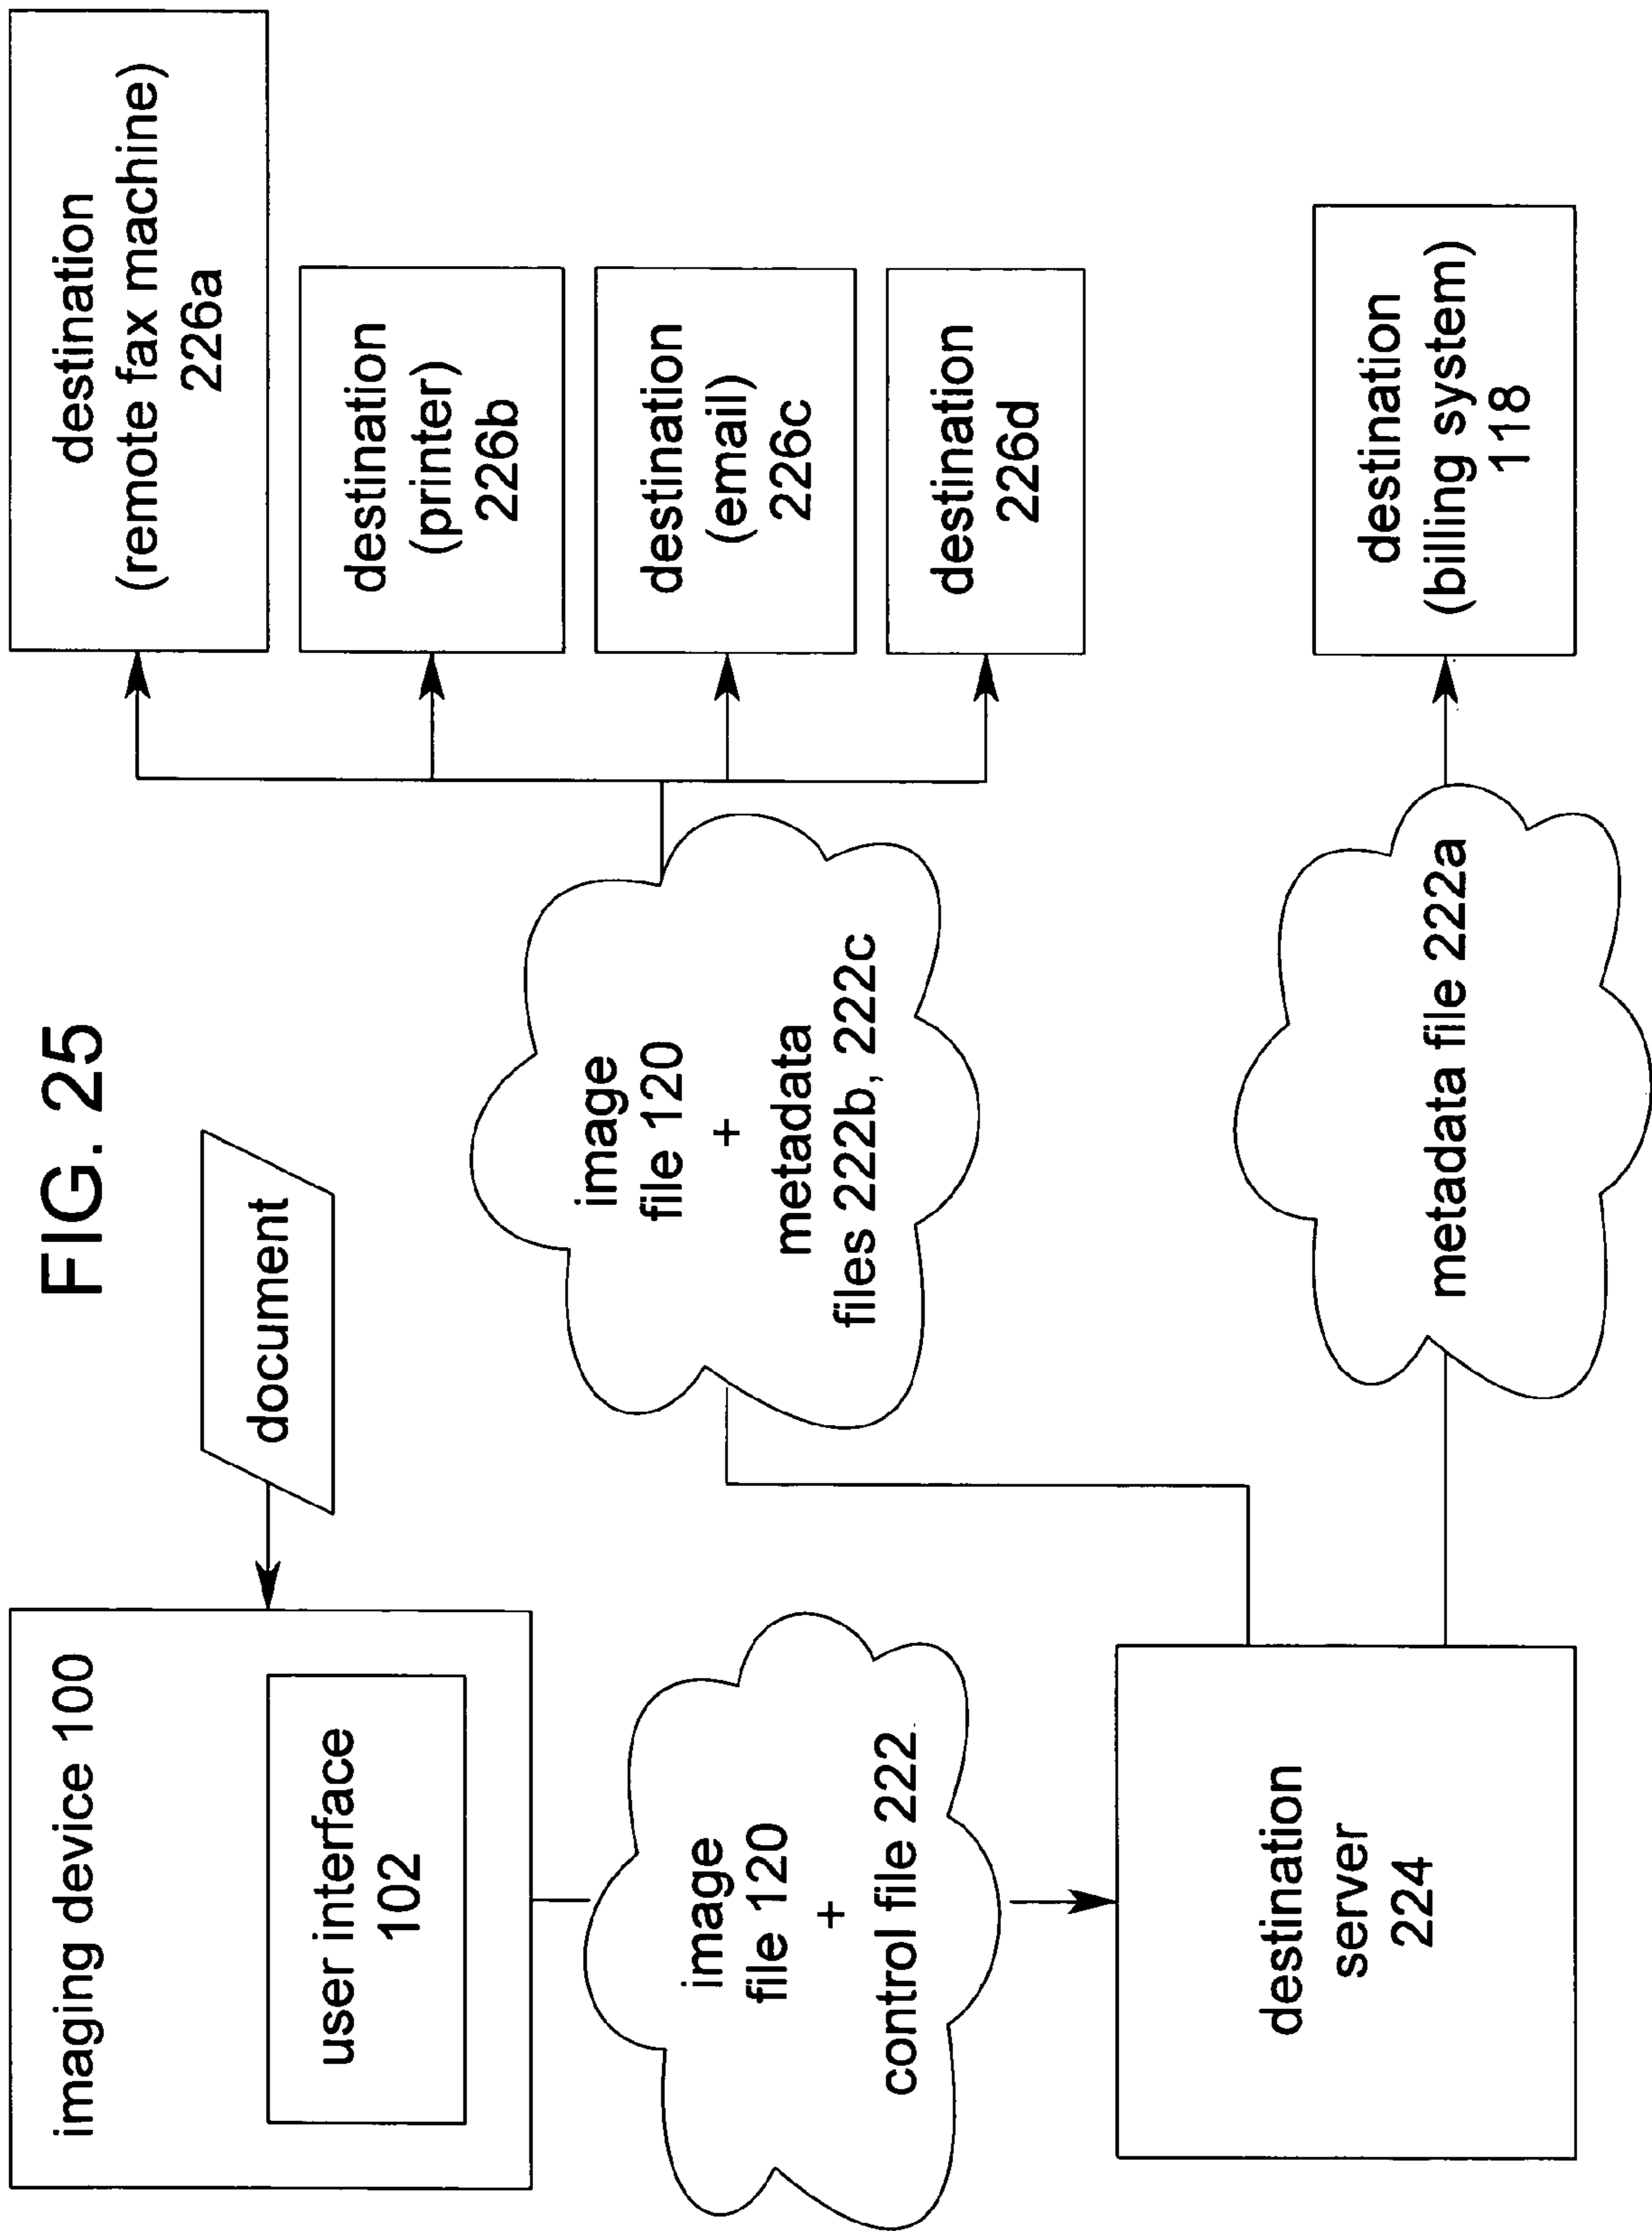 FIG. 25
imaging device 100
user interface
102
document
image
file 120
+
control file 222
destination
server
224
image
file 120
+
metadata
files 222b, 222c
metadata file 222a
destination
(remote fax machine)
226a
destination
(printer)
226b
destination
(email)
226c
destination
226d
destination
(billing system)
118